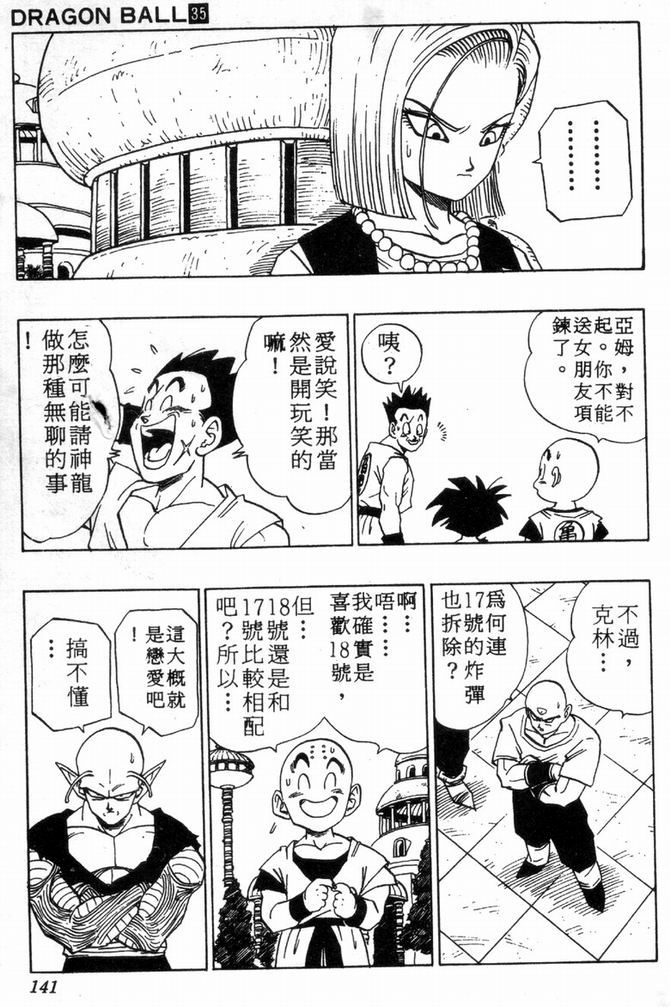 DRAGON BALL 35
⋯⋯⋯⋯
亞姆，對不
起。你不能
送女朋友項
鍊了。
咦？
愛說笑！那當
然是開玩笑的
嘛！
怎麼可能請神龍
做那種無聊的事
！
龜
不過，
克林⋯
為何連
17號的炸彈
也拆除？
啊⋯
唔⋯⋯
我確實是
喜歡18號，
但⋯
18號還是和
17號比較相配
吧？所以⋯
這大概就
是戀愛吧
！
搞不懂
⋯
141